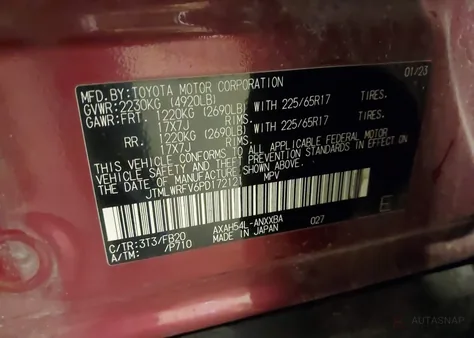 MFD.BY:TOYOTA MOTOR CORPORATION 01/23
GVWR:2230KG (4920LB)
GAWR:FRT. 1220KG (2690LB) WITH 225/65R17 TIRES.
17X7J RIMS.
RR. 1220KG (2690LB) WITH 225/65R17 TIRES.
17X7J RIMS.
THIS VEHICLE CONFORMS TO ALL APPLICABLE FEDERAL MOTOR
VEHICLE SAFETY AND THEFT PREVENTION STANDARDS IN EFFECT ON
THE DATE OF MANUFACTURE SHOWN ABOVE.
MPV
C/TR:3T3/FB20 AXAH54L-ANXXBA 027
A/TM: /P710 MADE IN JAPAN E
AUTASNAP